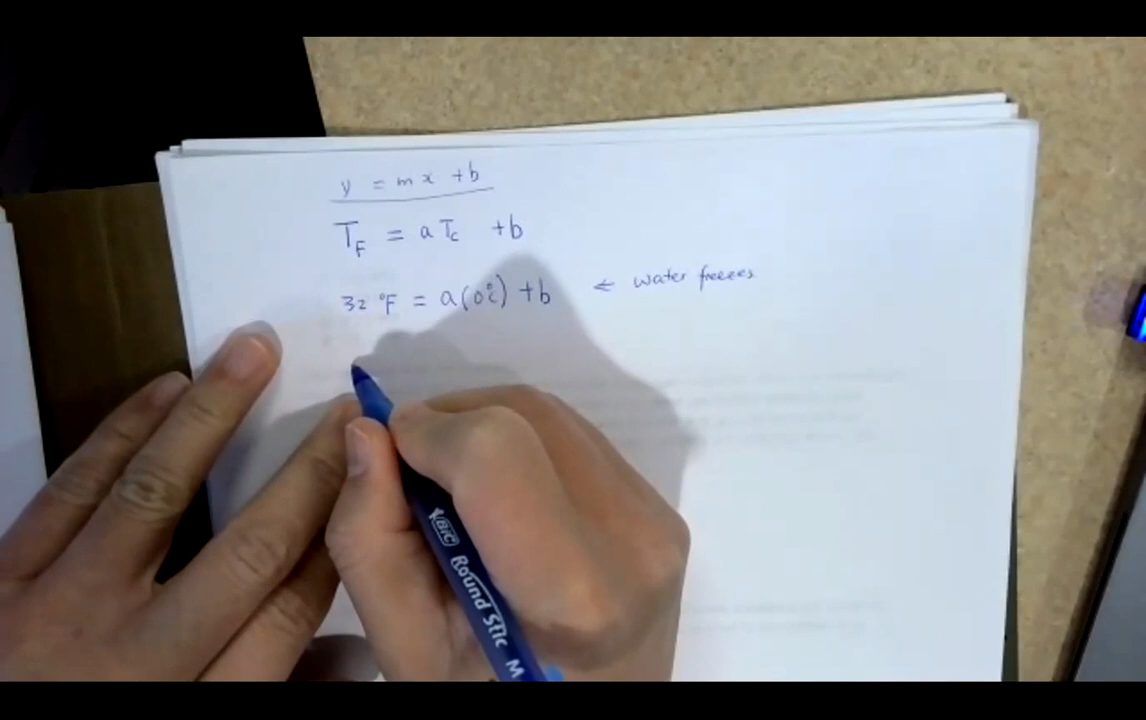 y = mx + b
T_F = a T_c + b
32 °F = a(0°C) + b ← water freezes
BIC Round Stic M